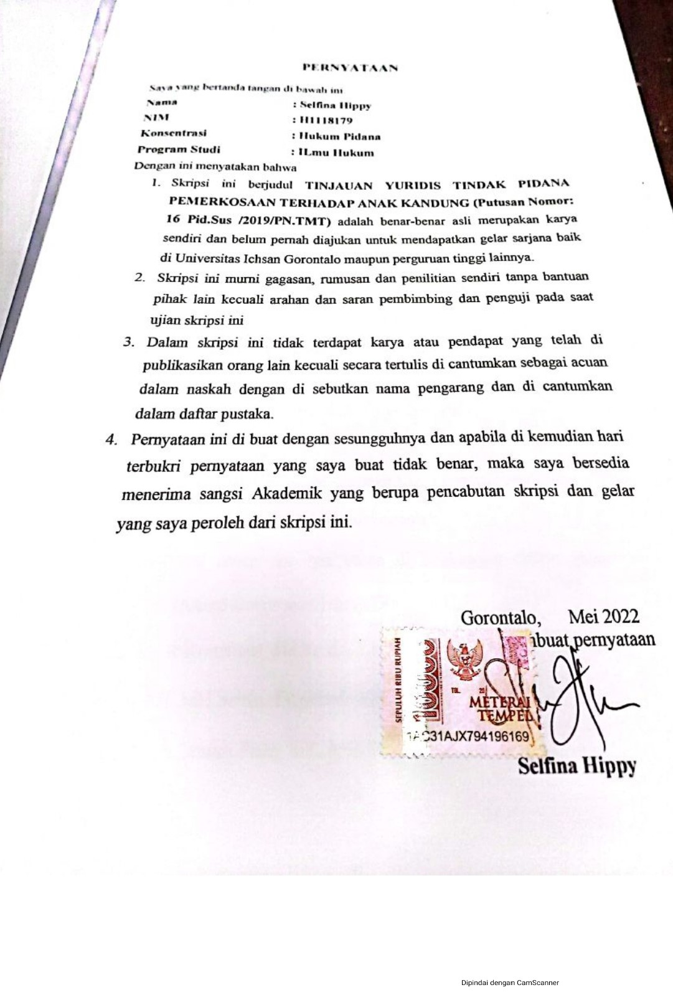 PERNYATAAN
Saya yang bertanda tangan di bawah ini
Nama : Selfina Hippy
NIM : H1118179
Konsentrasi : Hukum Pidana
Program Studi : ILmu Hukum
Dengan ini menyatakan bahwa
1. Skripsi ini berjudul TINJAUAN YURIDIS TINDAK PIDANA
PEMERKOSAAN TERHADAP ANAK KANDUNG (Putusan Nomor:
16 Pid.Sus /2019/PN.TMT) adalah benar-benar asli merupakan karya
sendiri dan belum pernah diajukan untuk mendapatkan gelar sarjana baik
di Universitas Ichsan Gorontalo maupun perguruan tinggi lainnya.
2. Skripsi ini murni gagasan, rumusan dan penilitian sendiri tanpa bantuan
pihak lain kecuali arahan dan saran pembimbing dan penguji pada saat
ujian skripsi ini
3. Dalam skripsi ini tidak terdapat karya atau pendapat yang telah di
publikasikan orang lain kecuali secara tertulis di cantumkan sebagai acuan
dalam naskah dengan di sebutkan nama pengarang dan di cantumkan
dalam daftar pustaka.
4. Pernyataan ini di buat dengan sesungguhnya dan apabila di kemudian hari
terbukri pernyataan yang saya buat tidak benar, maka saya bersedia
menerima sangsi Akademik yang berupa pencabutan skripsi dan gelar
yang saya peroleh dari skripsi ini.
Gorontalo, Mei 2022
ibuat pernyataan
SEPULUH RIBU RUPIAH
10000
TGL. 20
METERAI
TEMPEL
C31AJX794196169
Selfina Hippy
Dipindai dengan CamScanner